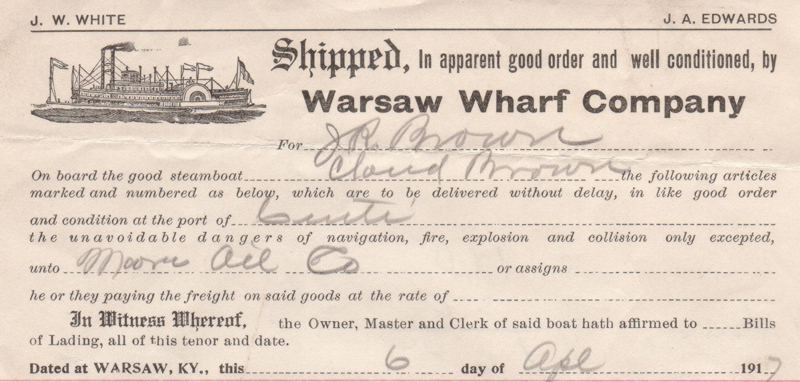 J. W. WHITE J. A. EDWARDS
Shipped, In apparent good order and well conditioned, by
Warsaw Wharf Company
For J R. Brown
On board the good steamboat Cloud Brown the following articles
marked and numbered as below, which are to be delivered without delay, in like good order
and condition at the port of
the unavoidable dangers of navigation, fire, explosion and collision only excepted,
unto Moore Oil Co or assigns
he or they paying the freight on said goods at the rate of
In Witness Whereof, the Owner, Master and Clerk of said boat hath affirmed to Bills
of Lading, all of this tenor and date.
Dated at WARSAW, KY., this 6 day of Apl 1917